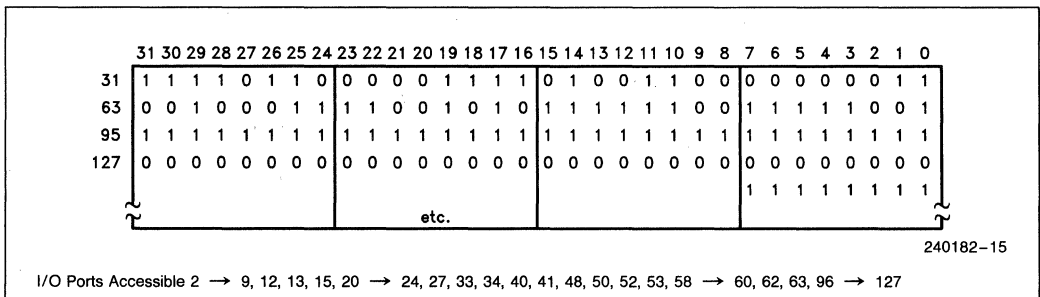 31 30 29 28 27 26 25 24 23 22 21 20 19 18 17 16 15 14 13 12 11 10 9 8 7 6 5 4 3 2 1 0
31 1 1 1 1 0 1 1 0 0 0 0 0 1 1 1 1 0 1 0 0 1 1 0 0 0 0 0 0 0 0 1 1
63 0 0 1 0 0 0 1 1 1 1 0 0 1 0 1 0 1 1 1 1 1 1 0 0 1 1 1 1 1 0 0 1
95 1 1 1 1 1 1 1 1 1 1 1 1 1 1 1 1 1 1 1 1 1 1 1 1 1 1 1 1 1 1 1 1
127 0 0 0 0 0 0 0 0 0 0 0 0 0 0 0 0 0 0 0 0 0 0 0 0 0 0 0 0 0 0 0 0
1 1 1 1 1 1 1 1
etc.
240182-15
I/O Ports Accessible 2 → 9, 12, 13, 15, 20 → 24, 27, 33, 34, 40, 41, 48, 50, 52, 53, 58 → 60, 62, 63, 96 → 127